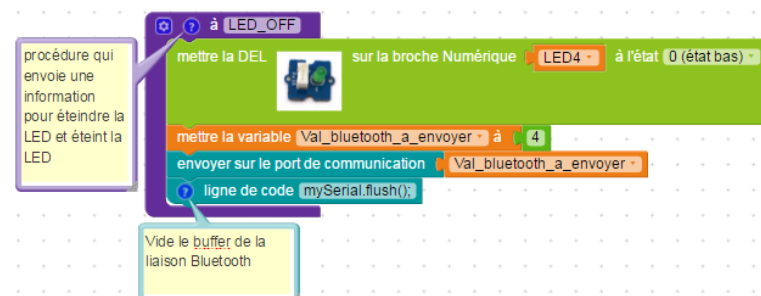 à LED_OFF
procédure qui
envoie une
information
pour éteindre la
LED et éteint la
LED
mettre la DEL sur la broche Numérique LED4 à l'état 0 (état bas)
mettre la variable Val_bluetooth_a_envoyer à 4
envoyer sur le port de communication Val_bluetooth_a_envoyer
ligne de code mySerial.flush();
Vide le buffer de la
liaison Bluetooth